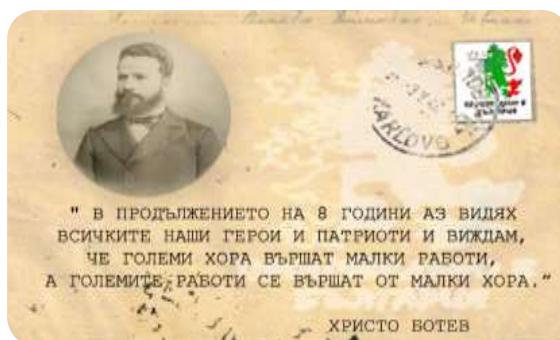 KARLOVO
" В ПРОДЪЛЖЕНИЕТО НА 8 ГОДИНИ АЗ ВИДЯХ
ВСИЧКИТЕ НАШИ ГЕРОИ И ПАТРИОТИ И ВИЖДАМ,
ЧЕ ГОЛЕМИ ХОРА ВЪРШАТ МАЛКИ РАБОТИ,
А ГОЛЕМИТЕ РАБОТИ СЕ ВЪРШАТ ОТ МАЛКИ ХОРА."
ХРИСТО БОТЕВ